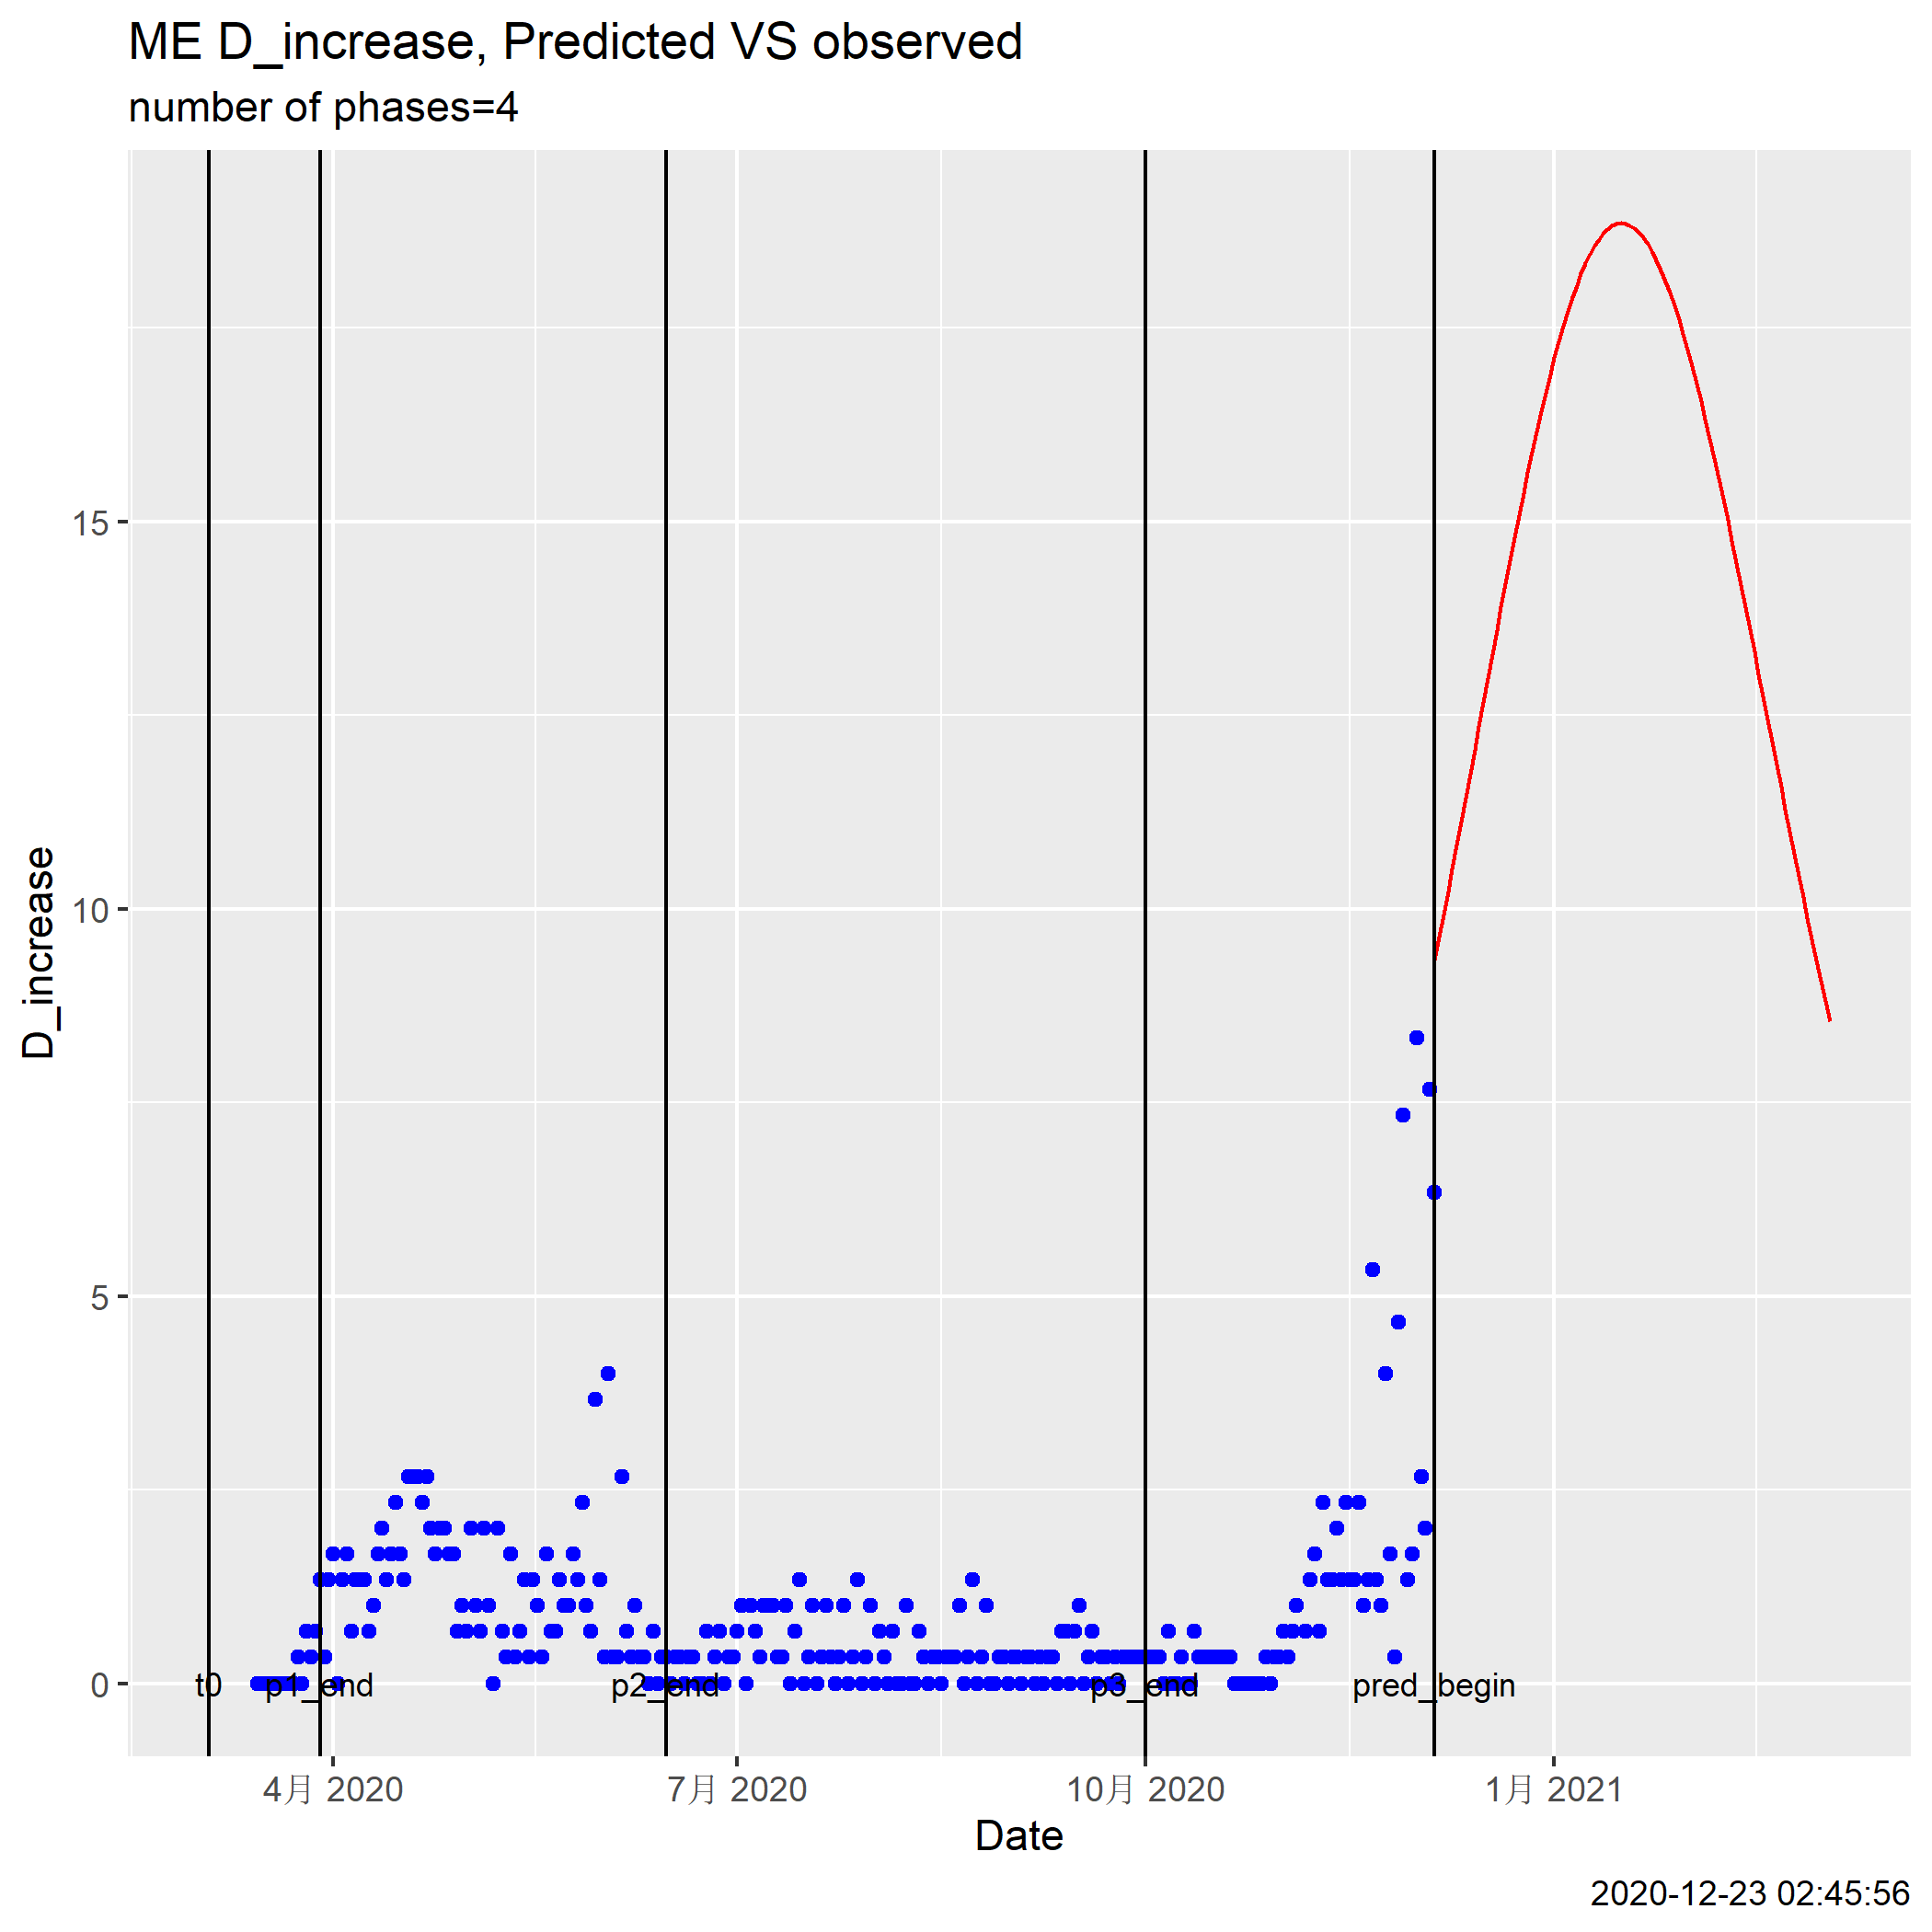 ME D_increase, Predicted VS observed
number of phases=4
D_increase
15
10
5
0
t0
p1_end
p2_end
p3_end
pred_begin
4月 2020
7月 2020
10月 2020
1月 2021
Date
2020-12-23 02:45:56